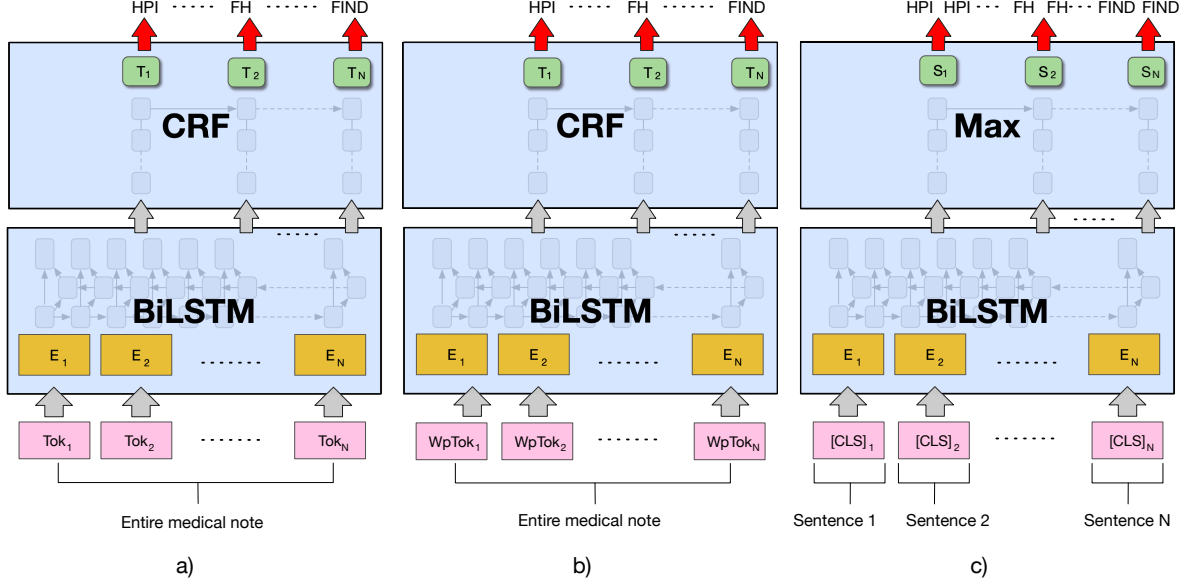 HPI ...... FH ...... FIND
T1 T2 TN
CRF
......
BiLSTM
E1 E2 ...... EN
Tok1 Tok2 ...... TokN
Entire medical note
a)
HPI ...... FH ...... FIND
T1 T2 TN
CRF
......
BiLSTM
E1 E2 ...... EN
WpTok1 WpTok2 ...... WpTokN
Entire medical note
b)
HPI HPI ..... FH FH ..... FIND FIND
S1 S2 SN
Max
......
BiLSTM
E1 E2 ...... EN
[CLS]1 [CLS]2 ...... [CLS]N
Sentence 1 Sentence 2 Sentence N
c)